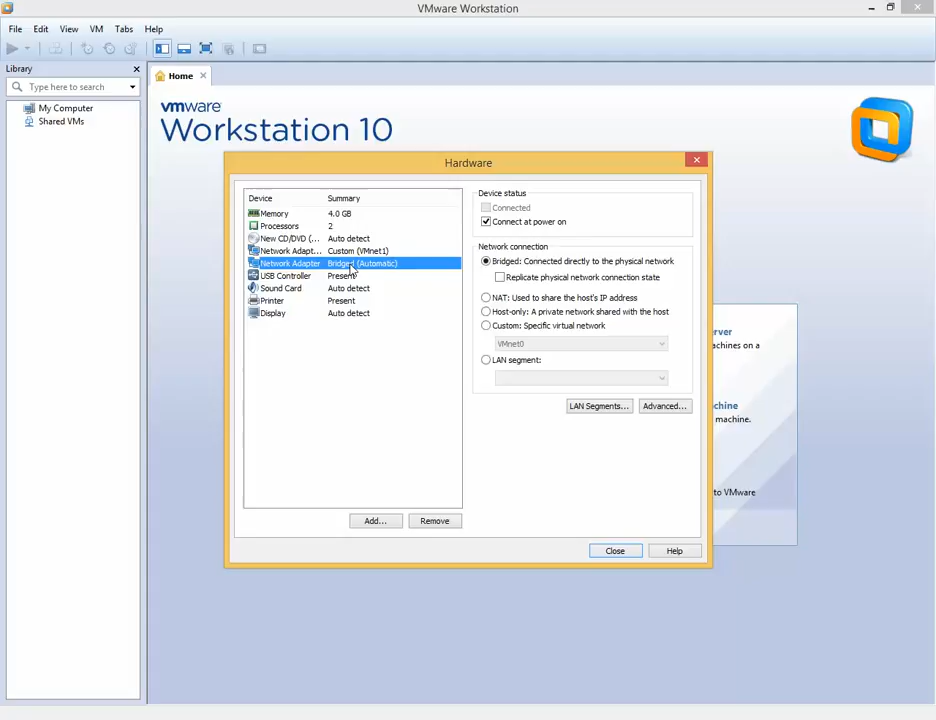 VMware Workstation
File Edit View VM Tabs Help
Library
Home
Type here to search
My Computer
Shared VMs
vmware
Workstation 10
Hardware
Device Summary
Memory 4.0 GB
Processors 2
New CD/DVD (... Auto detect
Network Adapt... Custom (VMnet1)
Network Adapter Bridged (Automatic)
USB Controller Present
Sound Card Auto detect
Printer Present
Display Auto detect
Add... Remove
Device status
Connected
Connect at power on
Network connection
Bridged: Connected directly to the physical network
Replicate physical network connection state
NAT: Used to share the host's IP address
Host-only: A private network shared with the host
Custom: Specific virtual network
VMnet0
LAN segment:
LAN Segments... Advanced...
Close Help
erver
achines on a
chine
machine.
to VMware